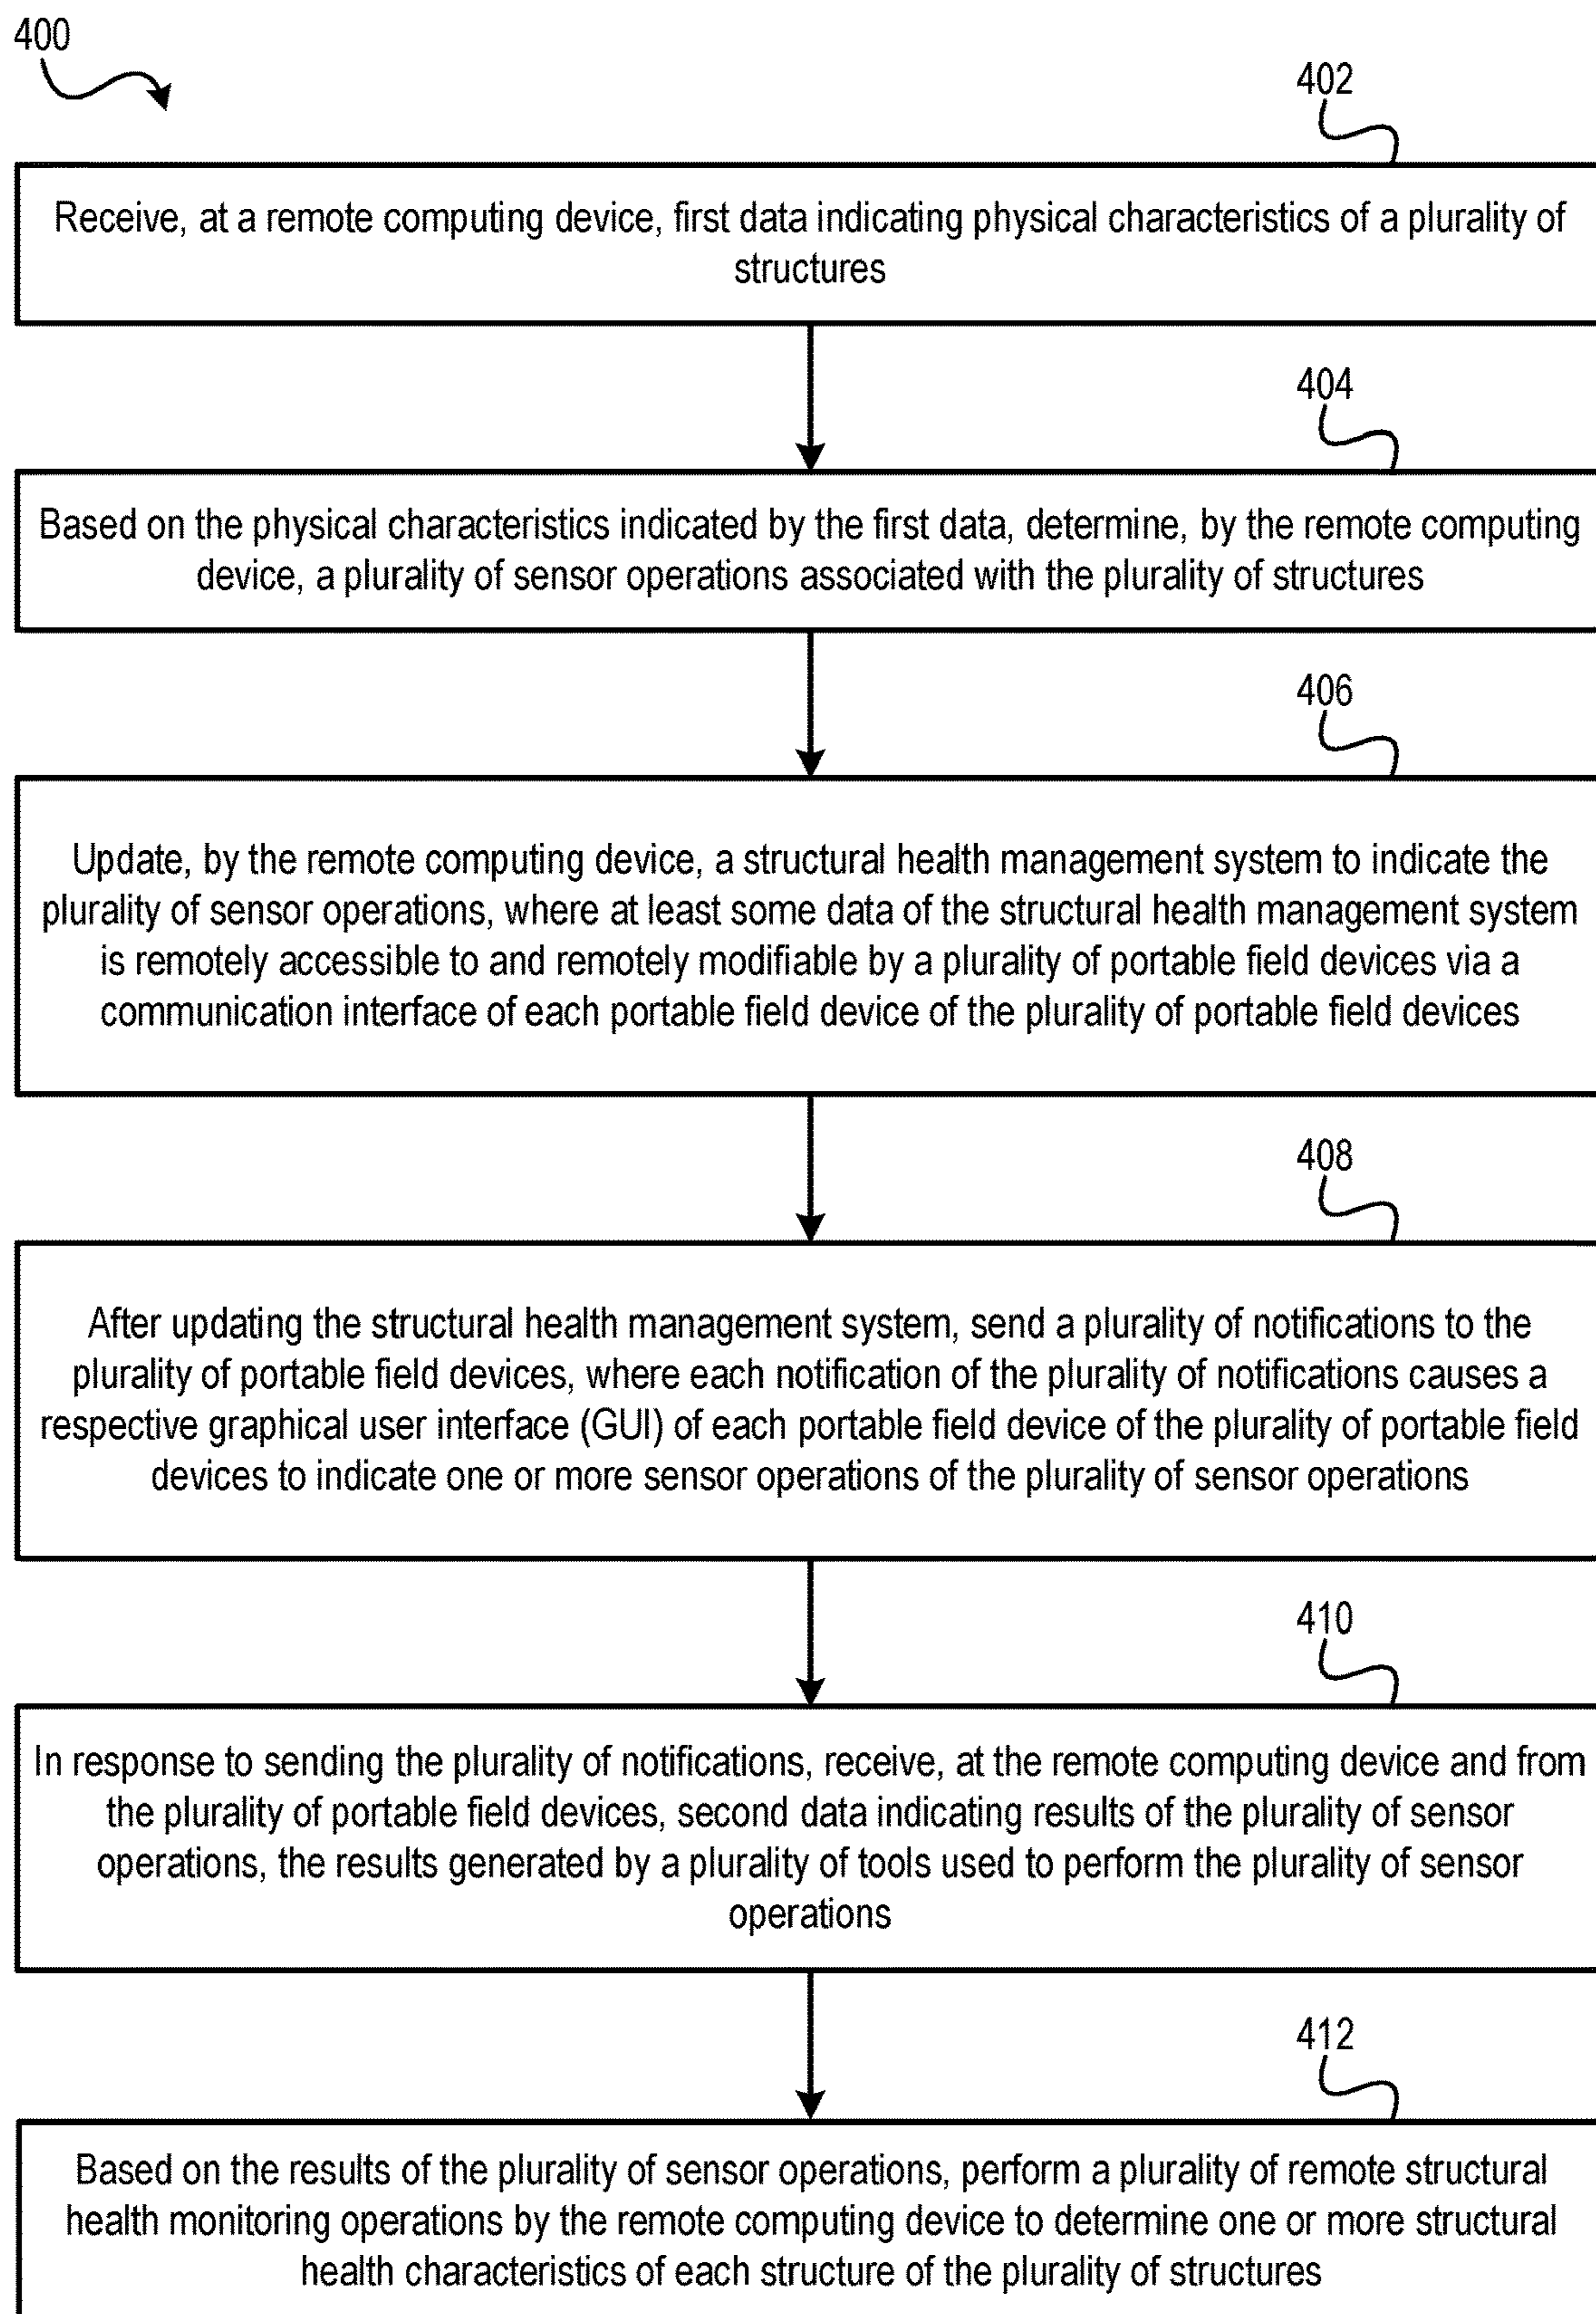 400
402
Receive, at a remote computing device, first data indicating physical characteristics of a plurality of
structures
404
Based on the physical characteristics indicated by the first data, determine, by the remote computing
device, a plurality of sensor operations associated with the plurality of structures
406
Update, by the remote computing device, a structural health management system to indicate the
plurality of sensor operations, where at least some data of the structural health management system
is remotely accessible to and remotely modifiable by a plurality of portable field devices via a
communication interface of each portable field device of the plurality of portable field devices
408
After updating the structural health management system, send a plurality of notifications to the
plurality of portable field devices, where each notification of the plurality of notifications causes a
respective graphical user interface (GUI) of each portable field device of the plurality of portable field
devices to indicate one or more sensor operations of the plurality of sensor operations
410
In response to sending the plurality of notifications, receive, at the remote computing device and from
the plurality of portable field devices, second data indicating results of the plurality of sensor
operations, the results generated by a plurality of tools used to perform the plurality of sensor
operations
412
Based on the results of the plurality of sensor operations, perform a plurality of remote structural
health monitoring operations by the remote computing device to determine one or more structural
health characteristics of each structure of the plurality of structures